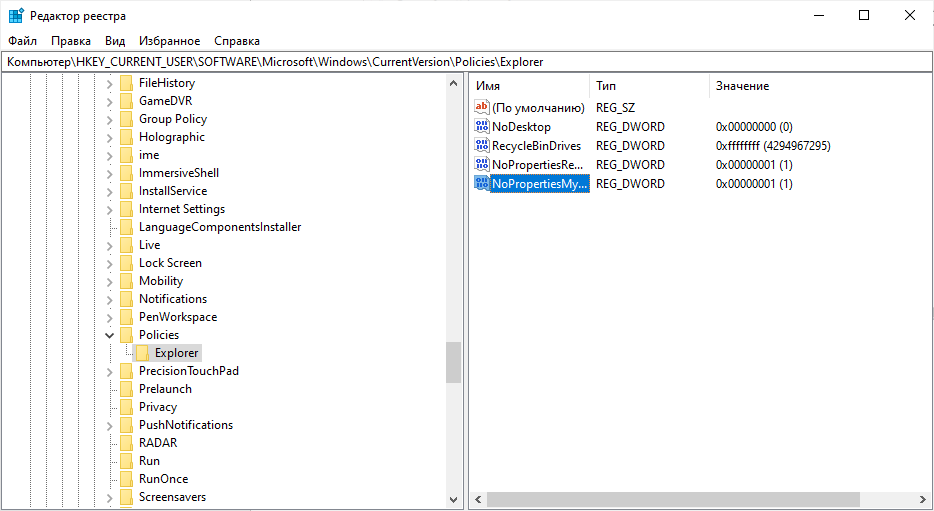 Редактор реестра
Файл Правка Вид Избранное Справка
Компьютер\HKEY_CURRENT_USER\SOFTWARE\Microsoft\Windows\CurrentVersion\Policies\Explorer
FileHistory
GameDVR
Group Policy
Holographic
ime
ImmersiveShell
InstallService
Internet Settings
LanguageComponentsInstaller
Live
Lock Screen
Mobility
Notifications
PenWorkspace
Policies
Explorer
PrecisionTouchPad
Prelaunch
Privacy
PushNotifications
RADAR
Run
RunOnce
Screensavers
Имя Тип Значение
ab (По умолчанию) REG_SZ
NoDesktop REG_DWORD 0x00000000 (0)
RecycleBinDrives REG_DWORD 0xffffffff (4294967295)
NoPropertiesRe... REG_DWORD 0x00000001 (1)
NoPropertiesMy... REG_DWORD 0x00000001 (1)